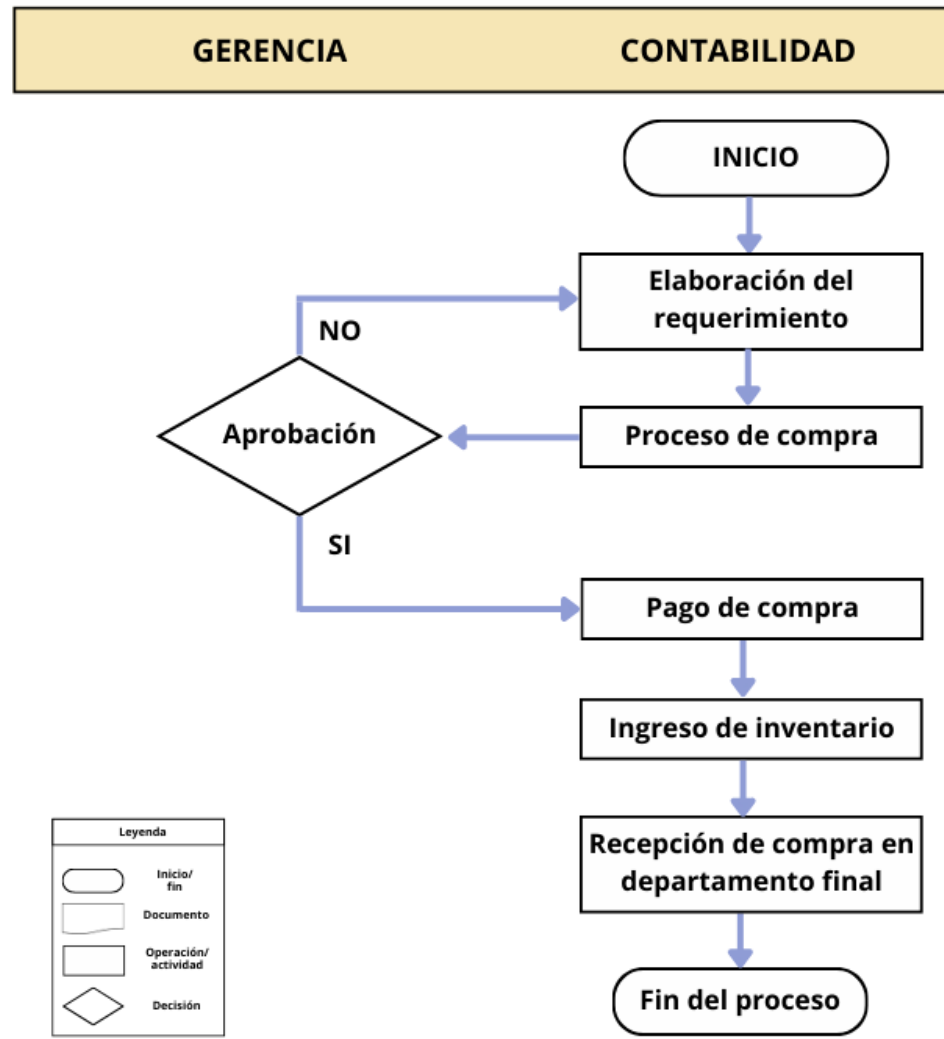 GERENCIA
CONTABILIDAD
INICIO
Elaboración del
requerimiento
NO
Aprobación
Proceso de compra
SI
Pago de compra
Ingreso de inventario
Recepción de compra en
departamento final
Fin del proceso
Leyenda
Inicio/
fin
Documento
Operación/
actividad
Decisión